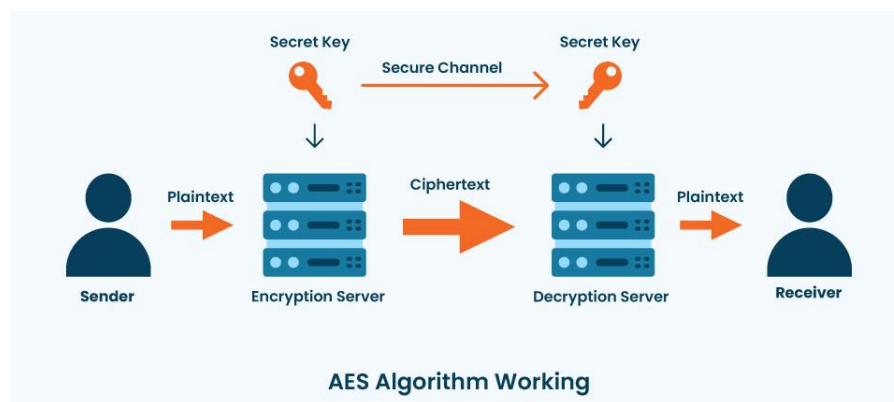 Secret Key
Secret Key
Secure Channel
Plaintext
Ciphertext
Plaintext
Sender
Encryption Server
Decryption Server
Receiver
AES Algorithm Working